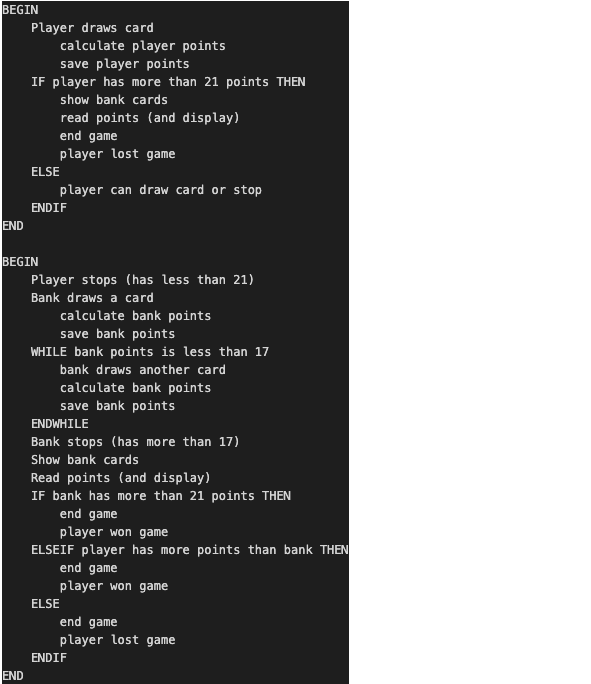 BEGIN
    Player draws card
        calculate player points
        save player points
    IF player has more than 21 points THEN
        show bank cards
        read points (and display)
        end game
        player lost game
    ELSE
        player can draw card or stop
    ENDIF
END

BEGIN
    Player stops (has less than 21)
    Bank draws a card
        calculate bank points
        save bank points
    WHILE bank points is less than 17
        bank draws another card
        calculate bank points
        save bank points
    ENDWHILE
    Bank stops (has more than 17)
    Show bank cards
    Read points (and display)
    IF bank has more than 21 points THEN
        end game
        player won game
    ELSEIF player has more points than bank THEN
        end game
        player won game
    ELSE
        end game
        player lost game
    ENDIF
END